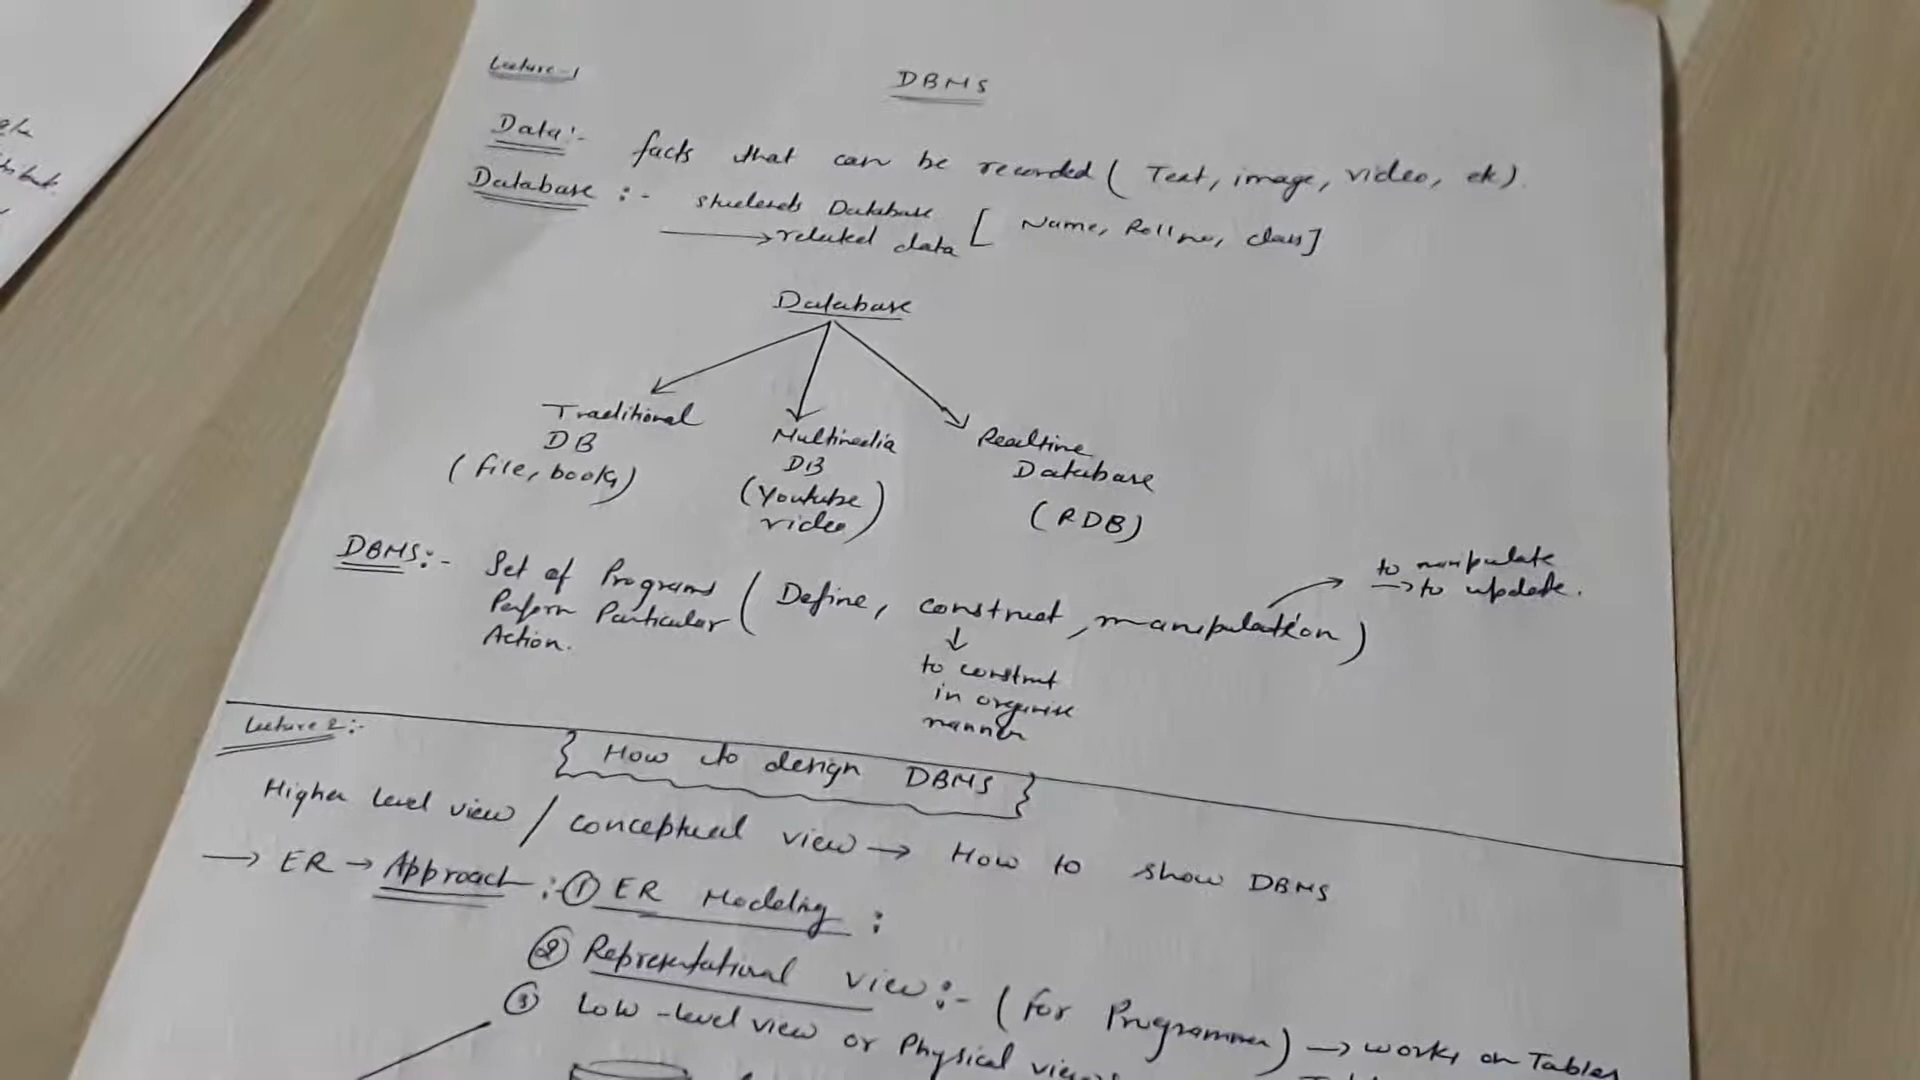 Lecture-1
DBMS
Data:- facts that can be recorded ( Text, image, video, etc).
Database :- students Database [ Name, Rollno, class]
→ related data
Database
Traditional DB (file, books)
Multimedia DB (Youtube video)
Realtime Database (RDB)
DBMS:- Set of Programs ( Define, construct, manipulation)
Perform Particular
Action.
to manipulate
→ to update.
to construct
in organise
manner
Lecture 2:-
{ How to design DBMS }
Higher level view / conceptual view → How to show DBMS
→ ER → Approach :- ① ER Modeling :
② Representational view :- (for Programmer) → works on Tables
③ Low-level view or Physical view